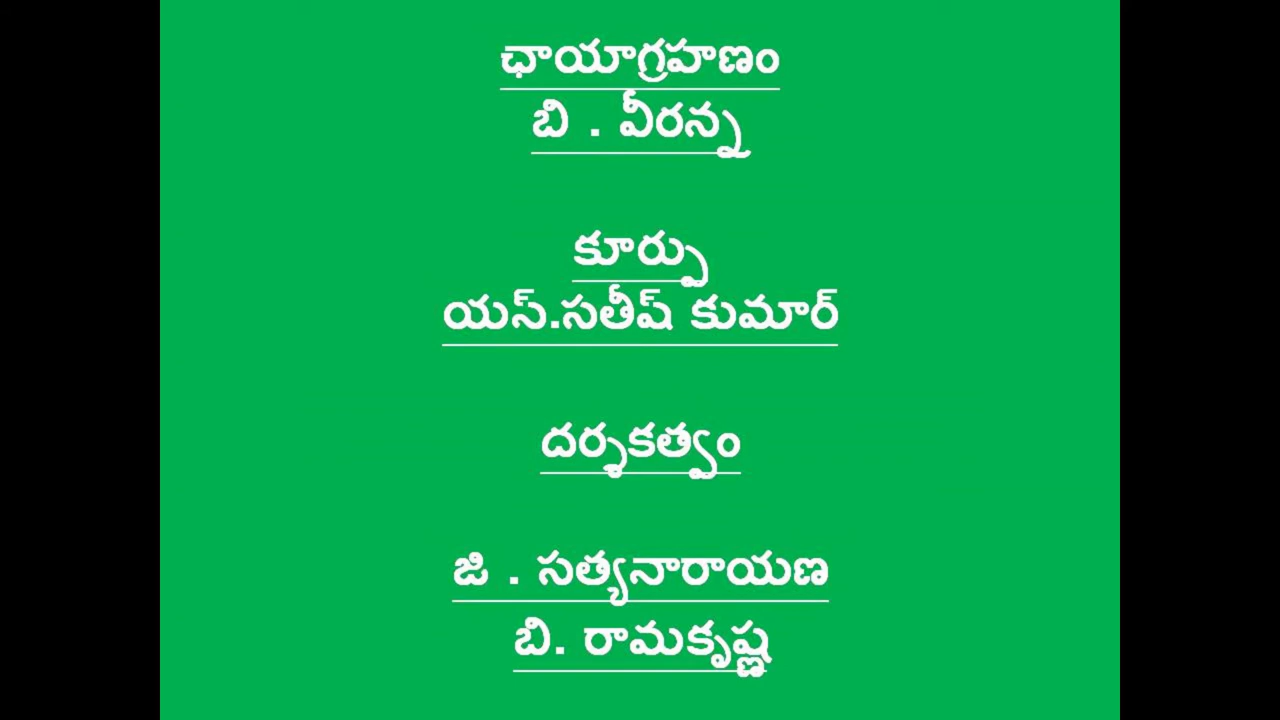 ఛాయాగ్రహణం
బి . వీరన్న
కూర్పు
యస్.సతీష్ కుమార్
దర్శకత్వం
జి . సత్యనారాయణ
బి. రామకృష్ణ